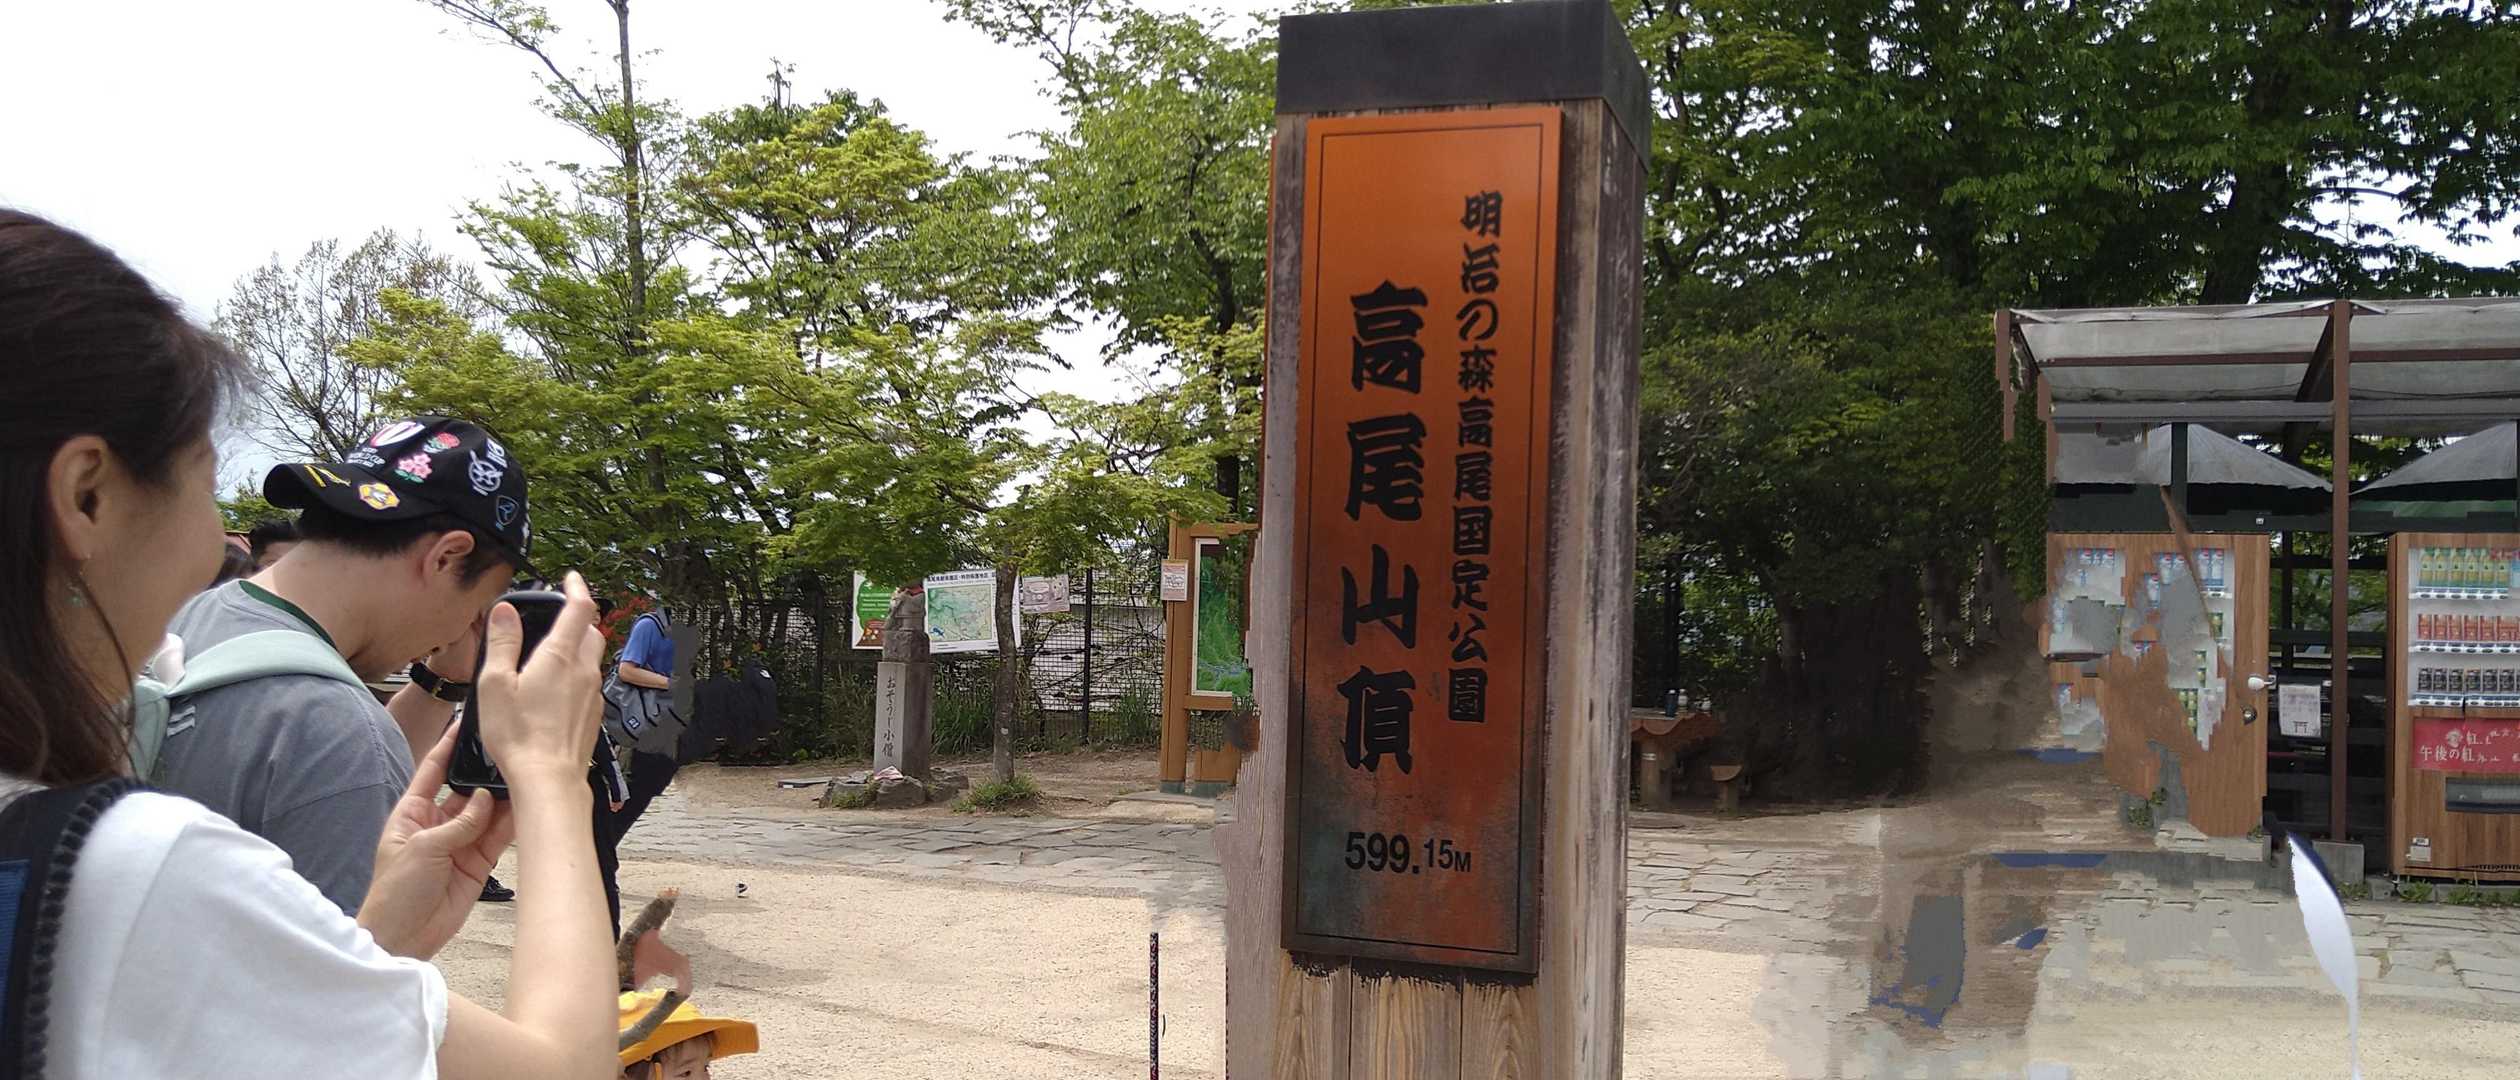 明治の森高尾国定公園
高尾山頂
599.15M
おそうじ小僧
午後の紅